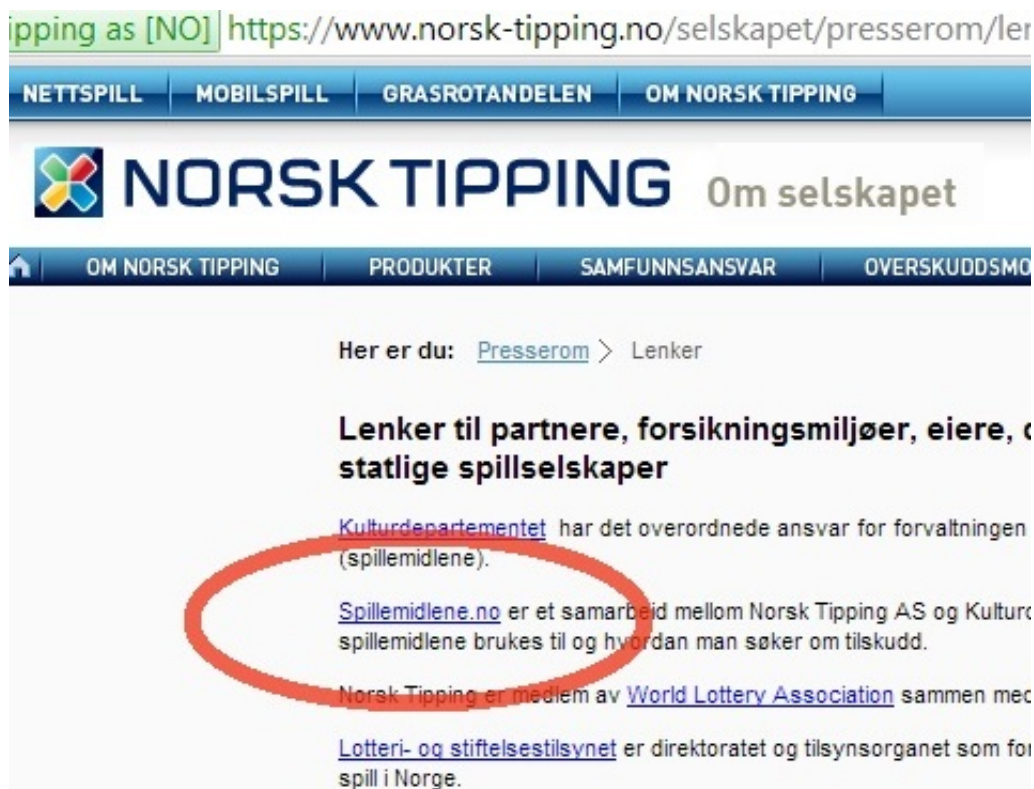 ipping as [NO] https://www.norsk-tipping.no/selskapet/presserom/len
NETTSPILL MOBILSPILL GRASROTANDELEN OM NORSK TIPPING
NORSK TIPPING Om selskapet
OM NORSK TIPPING PRODUKTER SAMFUNNSANSVAR OVERSKUDDSMO
Her er du: Presserom > Lenker
Lenker til partnere, forsikningsmiljøer, eiere,
statlige spillselskaper
Kulturdepartementet har det overordnede ansvar for forvaltningen
(spillemidlene).
Spillemidlene.no er et samarbeid mellom Norsk Tipping AS og Kulturd
spillemidlene brukes til og hvordan man søker om tilskudd.
Norsk Tipping er medlem av World Lottery Association sammen med
Lotteri- og stiftelsestilsynet er direktoratet og tilsynsorganet som for
spill i Norge.